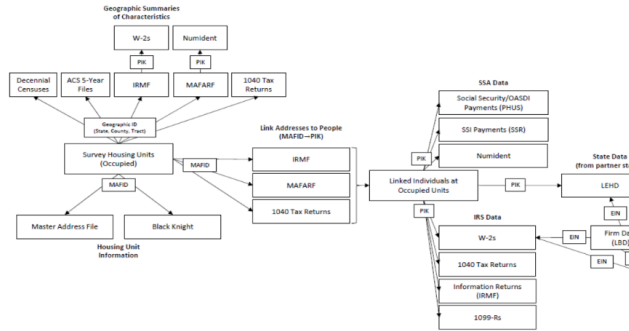 Geographic Summaries
of Characteristics
W-2s
Numident
PIK
PIK
Decennial
Censuses
ACS 5-Year
Files
IRMF
MAFARF
1040 Tax
Returns
Geographic ID
(State, County, Tract)
Survey Housing Units
(Occupied)
MAFID
MAFID
Master Address File
Black Knight
Housing Unit
Information
Link Addresses to People
(MAFID→PIK)
IRMF
MAFARF
1040 Tax Returns
Linked Individuals at
Occupied Units
PIK
PIK
PIK
SSA Data
Social Security/OASDI
Payments (PHUS)
SSI Payments (SSR)
Numident
State Data
(from partner sta
LEHD
IRS Data
W-2s
1040 Tax Returns
Information Returns
(IRMF)
1099-Rs
EIN
EIN
EIN
Firm Da
(LBD)